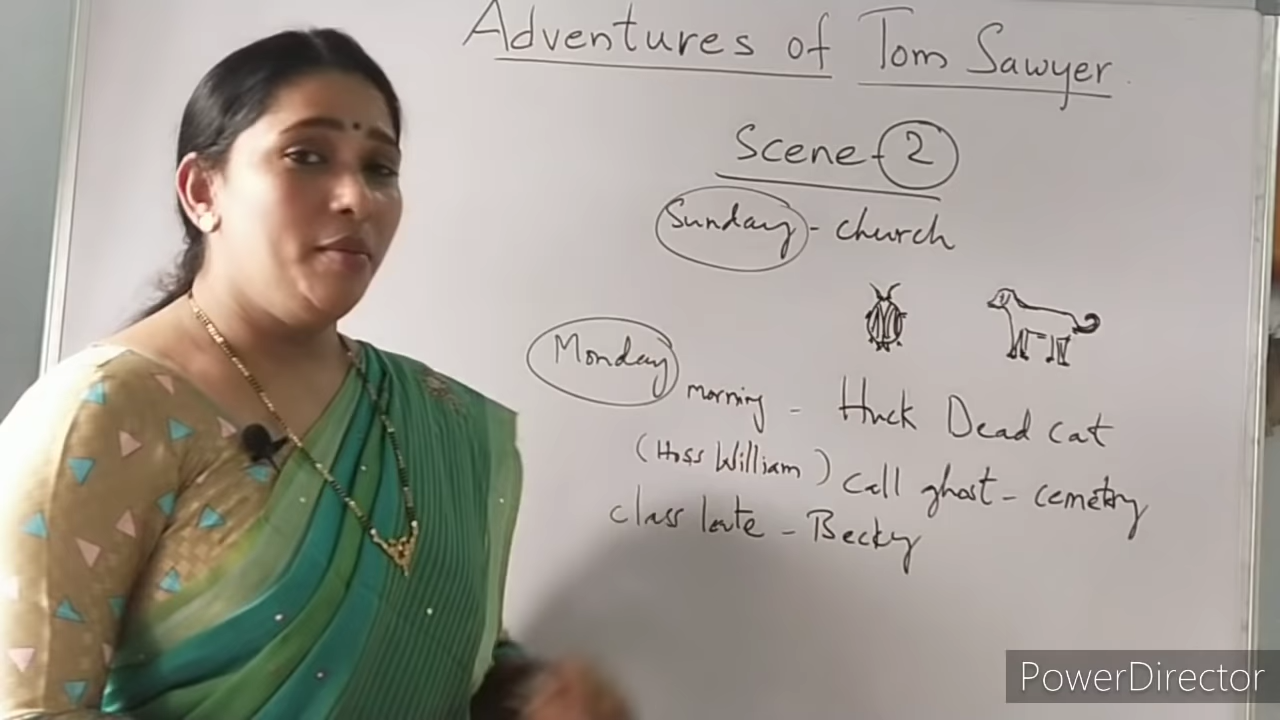 Adventures of Tom Sawyer.
Scene - 2
Sunday - church
Monday
morning - Huck Dead cat
(Hoss William) call ghost - cemetry
class late - Becky
PowerDirector